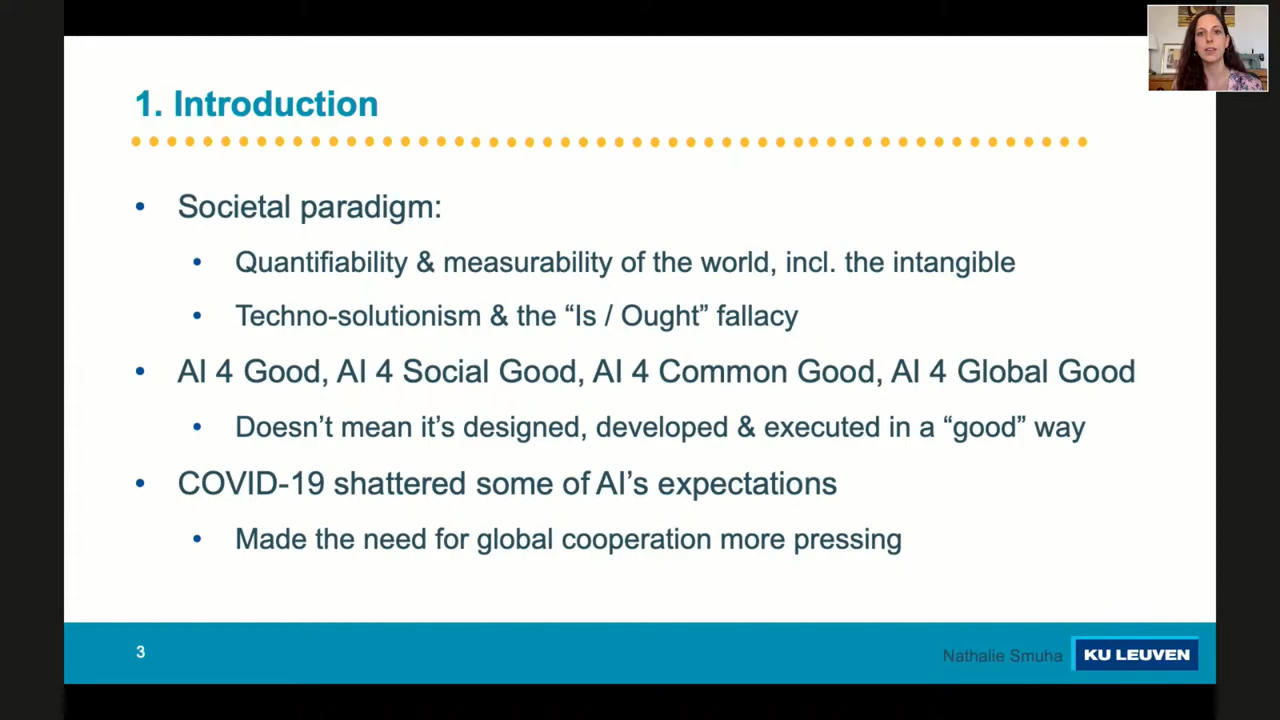 1. Introduction
• Societal paradigm:
• Quantifiability & measurability of the world, incl. the intangible
• Techno-solutionism & the “Is / Ought” fallacy
• AI 4 Good, AI 4 Social Good, AI 4 Common Good, AI 4 Global Good
• Doesn’t mean it’s designed, developed & executed in a “good” way
• COVID-19 shattered some of AI’s expectations
• Made the need for global cooperation more pressing
3
Nathalie Smuha
KU LEUVEN